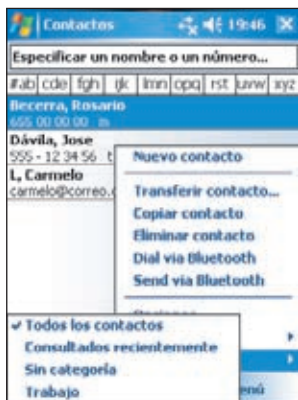 Contactos 19:46
Especificar un nombre o un número...
#ab cde fgh ijk lmn opq rst uvw xyz
Becerra, Rosario
655 00 00 00 m
Dávila, Jose
555 - 12 34 56 t
L, Carmelo
carmelo@correo.
Nuevo contacto
Transferir contacto...
Copiar contacto
Eliminar contacto
Dial via Bluetooth
Send via Bluetooth
Todos los contactos
Consultados recientemente
Sin categoría
Trabajo
enú